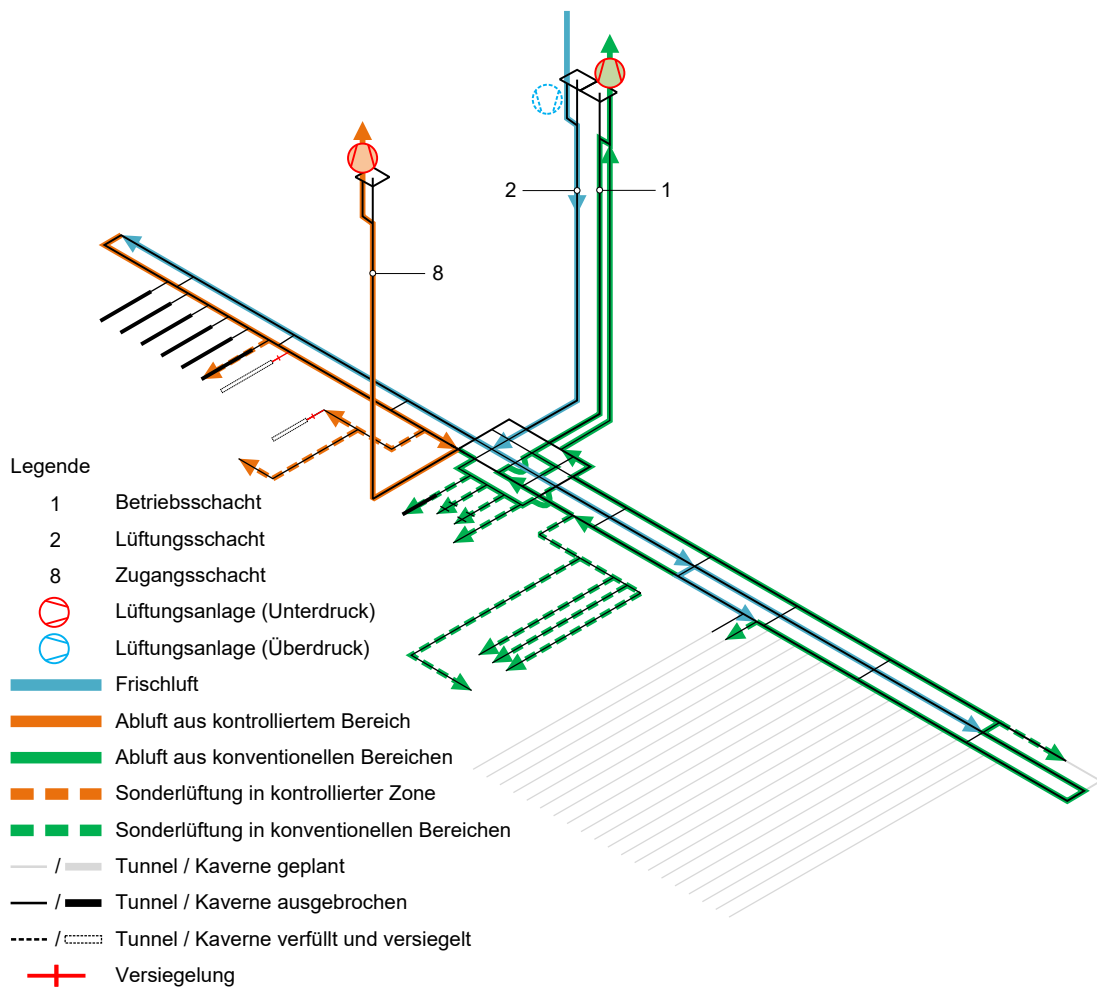 2
1
8
Legende
1 Betriebsschacht
2 Lüftungsschacht
8 Zugangsschacht
Lüftungsanlage (Unterdruck)
Lüftungsanlage (Überdruck)
Frischluft
Abluft aus kontrolliertem Bereich
Abluft aus konventionellen Bereichen
Sonderlüftung in kontrollierter Zone
Sonderlüftung in konventionellen Bereichen
/ Tunnel / Kaverne geplant
/ Tunnel / Kaverne ausgebrochen
/ Tunnel / Kaverne verfüllt und versiegelt
Versiegelung